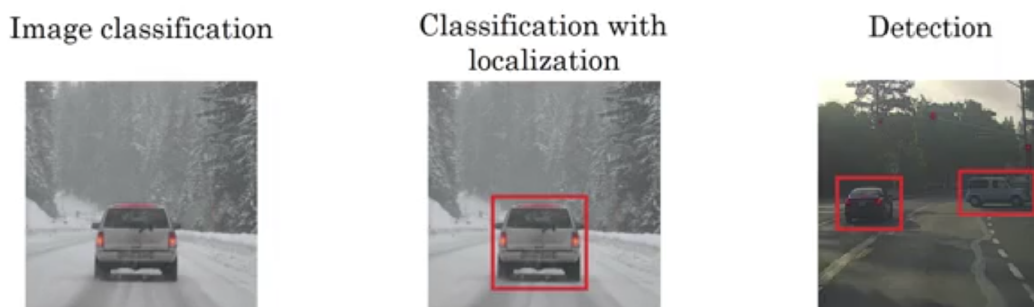 Image classification
Classification with
localization
Detection